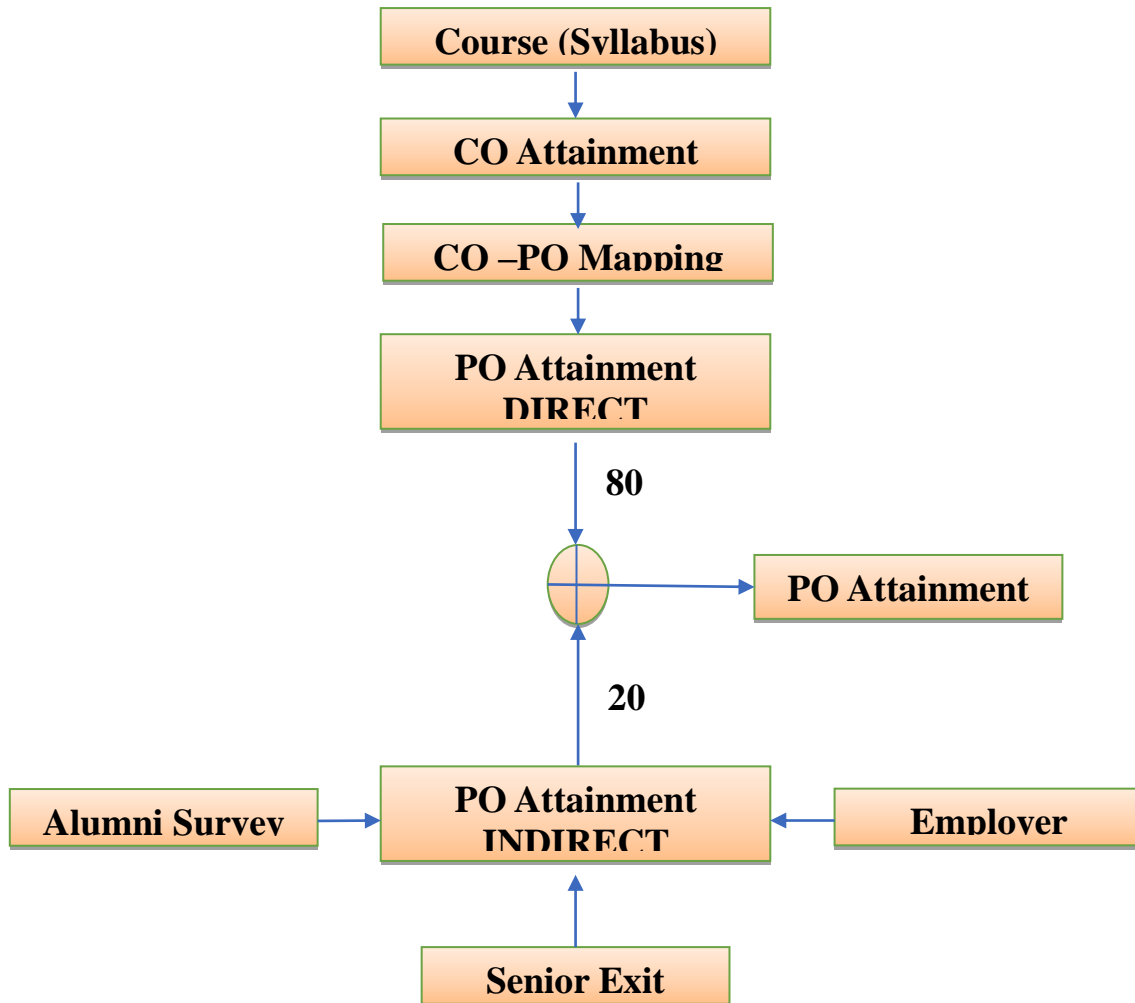 Course (Syllabus)
CO Attainment
CO –PO Mapping
PO Attainment
DIRECT
80
PO Attainment
20
PO Attainment
INDIRECT
Alumni Survey
Employer
Senior Exit